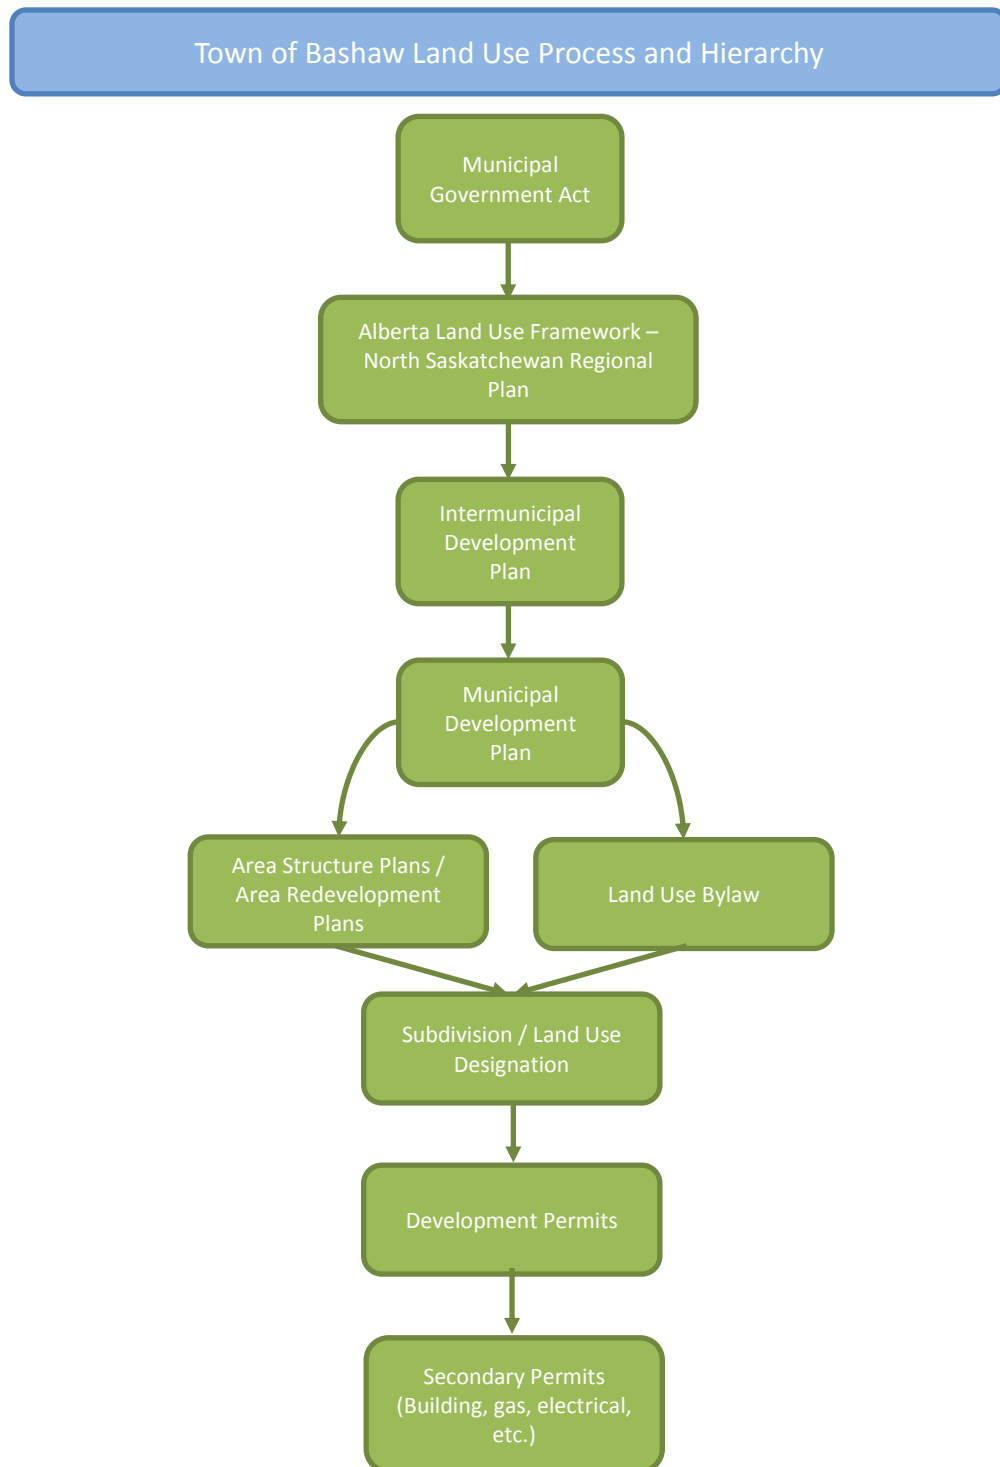 Town of Bashaw Land Use Process and Hierarchy
Municipal
Government Act
Alberta Land Use Framework –
North Saskatchewan Regional
Plan
Intermunicipal
Development
Plan
Municipal
Development
Plan
Area Structure Plans /
Area Redevelopment
Plans
Land Use Bylaw
Subdivision / Land Use
Designation
Development Permits
Secondary Permits
(Building, gas, electrical,
etc.)